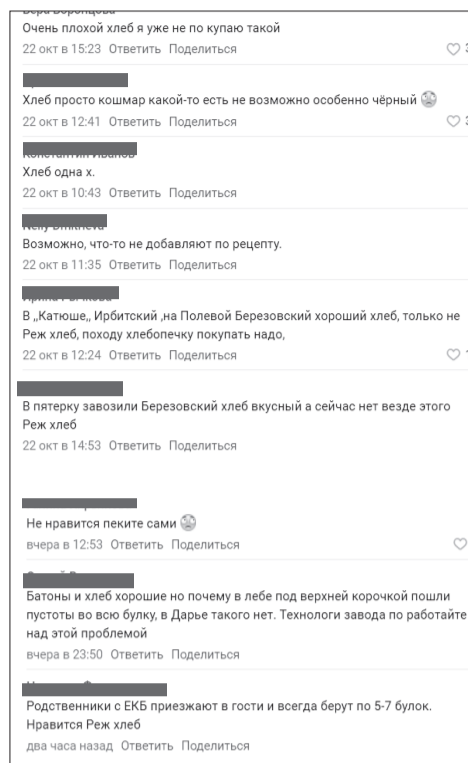 Очень плохой хлеб я уже не по купаю такой
22 окт в 15:23 Ответить Поделиться
Хлеб просто кошмар какой-то есть не возможно особенно чёрный
22 окт в 12:41 Ответить Поделиться
Хлеб одна х.
22 окт в 10:43 Ответить Поделиться
Возможно, что-то не добавляют по рецепту.
22 окт в 11:35 Ответить Поделиться
В ,,Катюше,, Ирбитский ,на Полевой Березовский хороший хлеб, только не
Реж хлеб, походу хлебопечку покупать надо,
22 окт в 12:24 Ответить Поделиться
В пятерку завозили Березовский хлеб вкусный а сейчас нет везде этого
Реж хлеб
22 окт в 14:53 Ответить Поделиться
Не нравится пеките сами
вчера в 12:53 Ответить Поделиться
Батоны и хлеб хорошие но почему в лебе под верхней корочкой пошли
пустоты во всю булку, в Дарье такого нет. Технологи завода по работайте
над этой проблемой
вчера в 23:50 Ответить Поделиться
Родственники с ЕКБ приезжают в гости и всегда берут по 5-7 булок.
Нравится Реж хлеб
два часа назад Ответить Поделиться